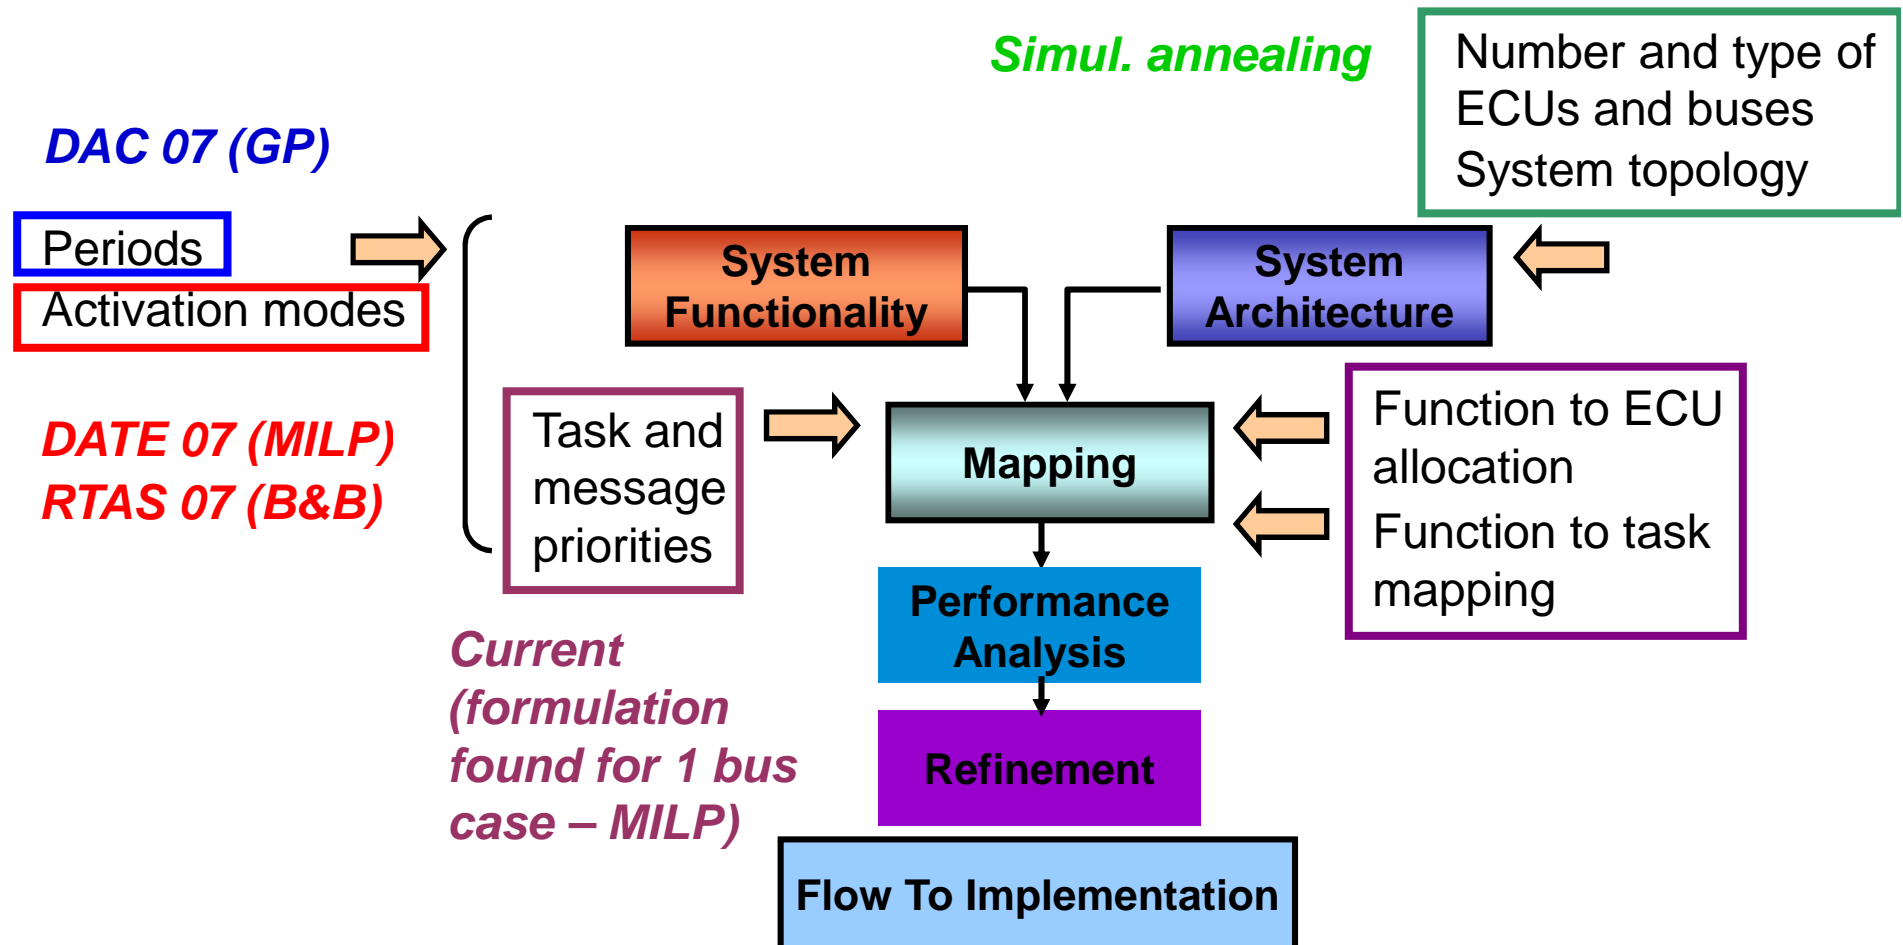 Simul. annealing
Number and type of
ECUs and buses
System topology
DAC 07 (GP)
Periods
Activation modes
System
Functionality
System
Architecture
DATE 07 (MILP)
RTAS 07 (B&B)
Task and
message
priorities
Mapping
Function to ECU
allocation
Function to task
mapping
Performance
Analysis
Current
(formulation
found for 1 bus
case – MILP)
Refinement
Flow To Implementation